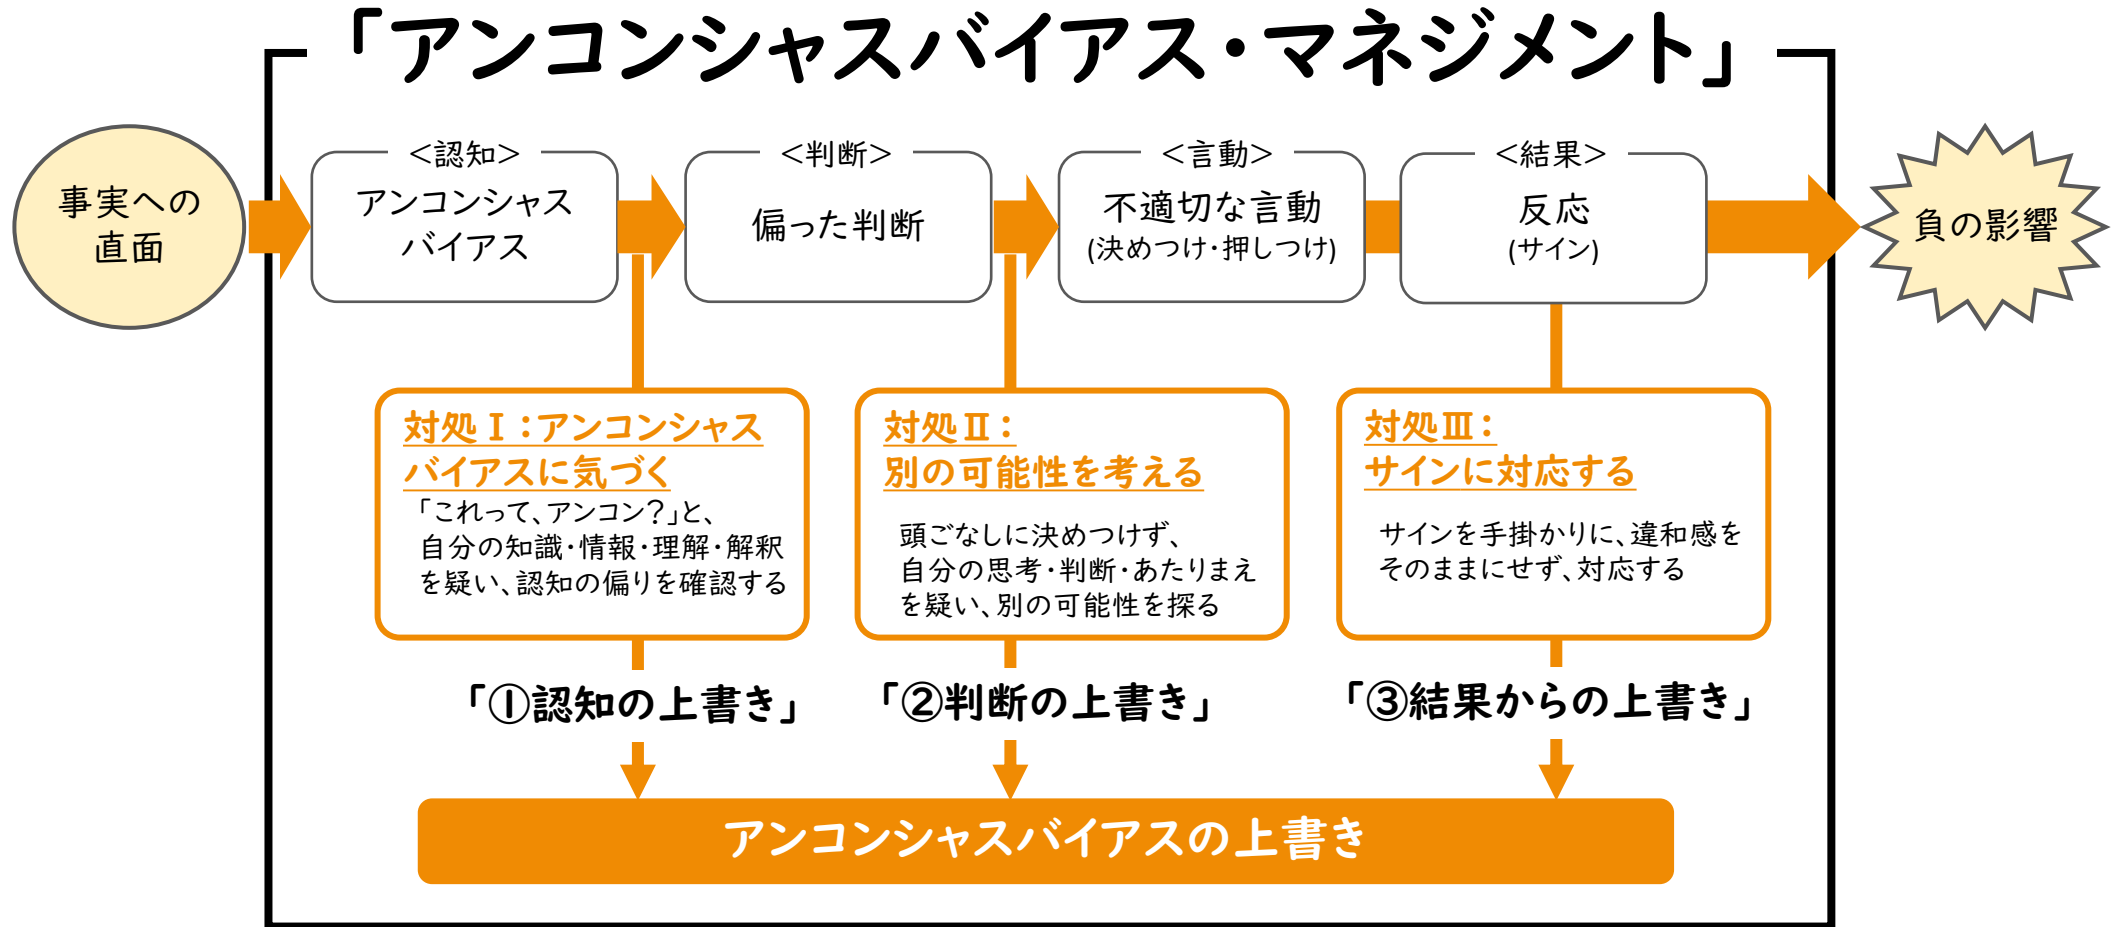 「アンコンシャスバイアス・マネジメント」
事実への
直面
<認知>
アンコンシャス
バイアス
<判断>
偏った判断
<言動>
不適切な言動
(決めつけ・押しつけ)
<結果>
反応
(サイン)
負の影響
対処Ⅰ：アンコンシャス
バイアスに気づく
「これって、アンコン？」と、
自分の知識・情報・理解・解釈
を疑い、認知の偏りを確認する
対処Ⅱ：
別の可能性を考える
頭ごなしに決めつけず、
自分の思考・判断・あたりまえ
を疑い、別の可能性を探る
対処Ⅲ：
サインに対応する
サインを手掛かりに、違和感を
そのままにせず、対応する
「①認知の上書き」
「②判断の上書き」
「③結果からの上書き」
アンコンシャスバイアスの上書き